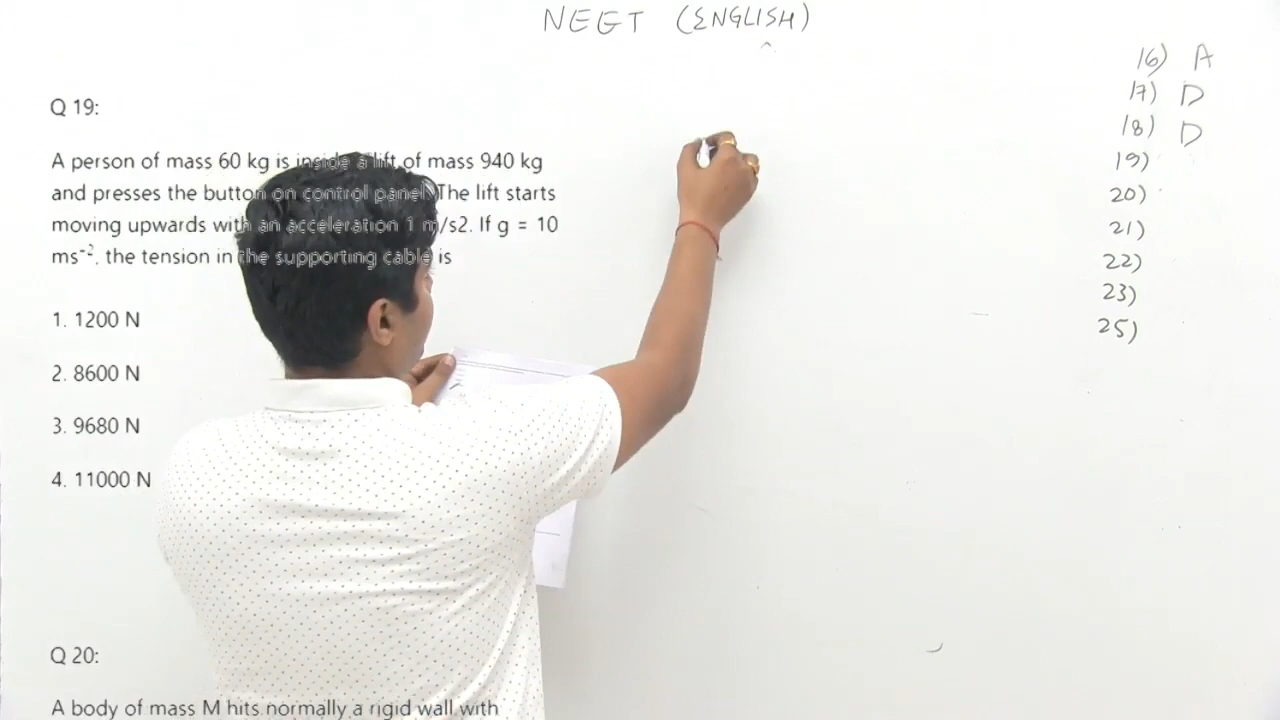 NEET (ENGLISH)
Q 19:
A person of mass 60 kg is inside a lift of mass 940 kg
and presses the button on control panel. The lift starts
moving upwards with an acceleration 1 m/s2. If g = 10
ms⁻², the tension in the supporting cable is
1. 1200 N
2. 8600 N
3. 9680 N
4. 11000 N
Q 20:
A body of mass M hits normally a rigid wall with
16) A
17) D
18) D
19)
20)
21)
22)
23)
25)